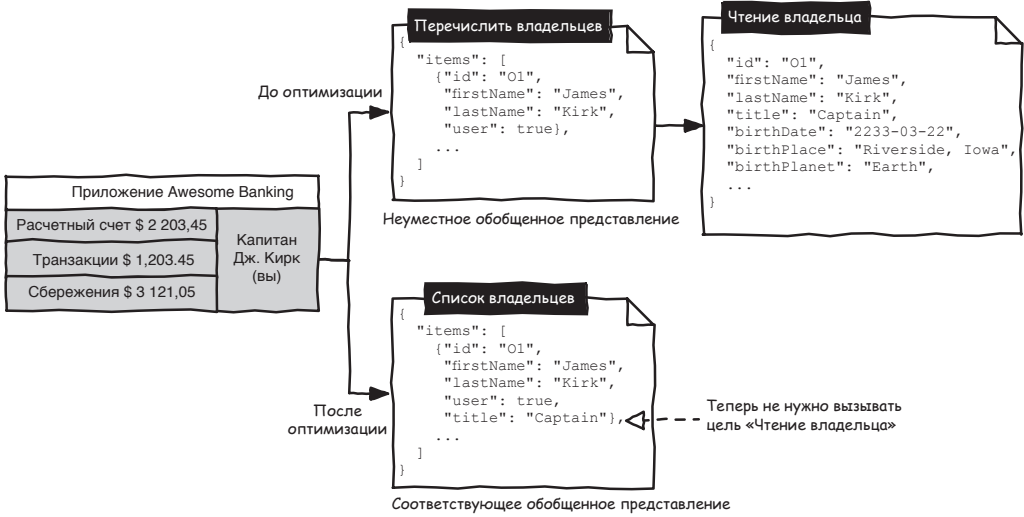 Перечислить владельцев
{
"items": [
{"id": "O1",
"firstName": "James",
"lastName": "Kirk",
"user": true},
...
]
}
Неуместное обобщенное представление
Чтение владельца
{
"id": "O1",
"firstName": "James",
"lastName": "Kirk",
"title": "Captain",
"birthDate": "2233-03-22",
"birthPlace": "Riverside, Iowa",
"birthPlanet": "Earth",
...
}
До оптимизации
Приложение Awesome Banking
Расчетный счет $ 2 203,45
Транзакции $ 1,203.45
Сбережения $ 3 121,05
Капитан
Дж. Кирк
(вы)
После
оптимизации
Список владельцев
{
"items": [
{"id": "O1",
"firstName": "James",
"lastName": "Kirk",
"user": true,
"title": "Captain"},
...
]
}
Теперь не нужно вызывать
цель «Чтение владельца»
Соответствующее обобщенное представление